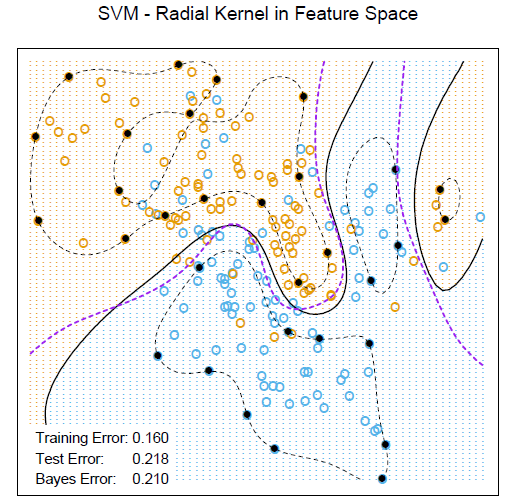 SVM - Radial Kernel in Feature Space
Training Error: 0.160
Test Error: 0.218
Bayes Error: 0.210